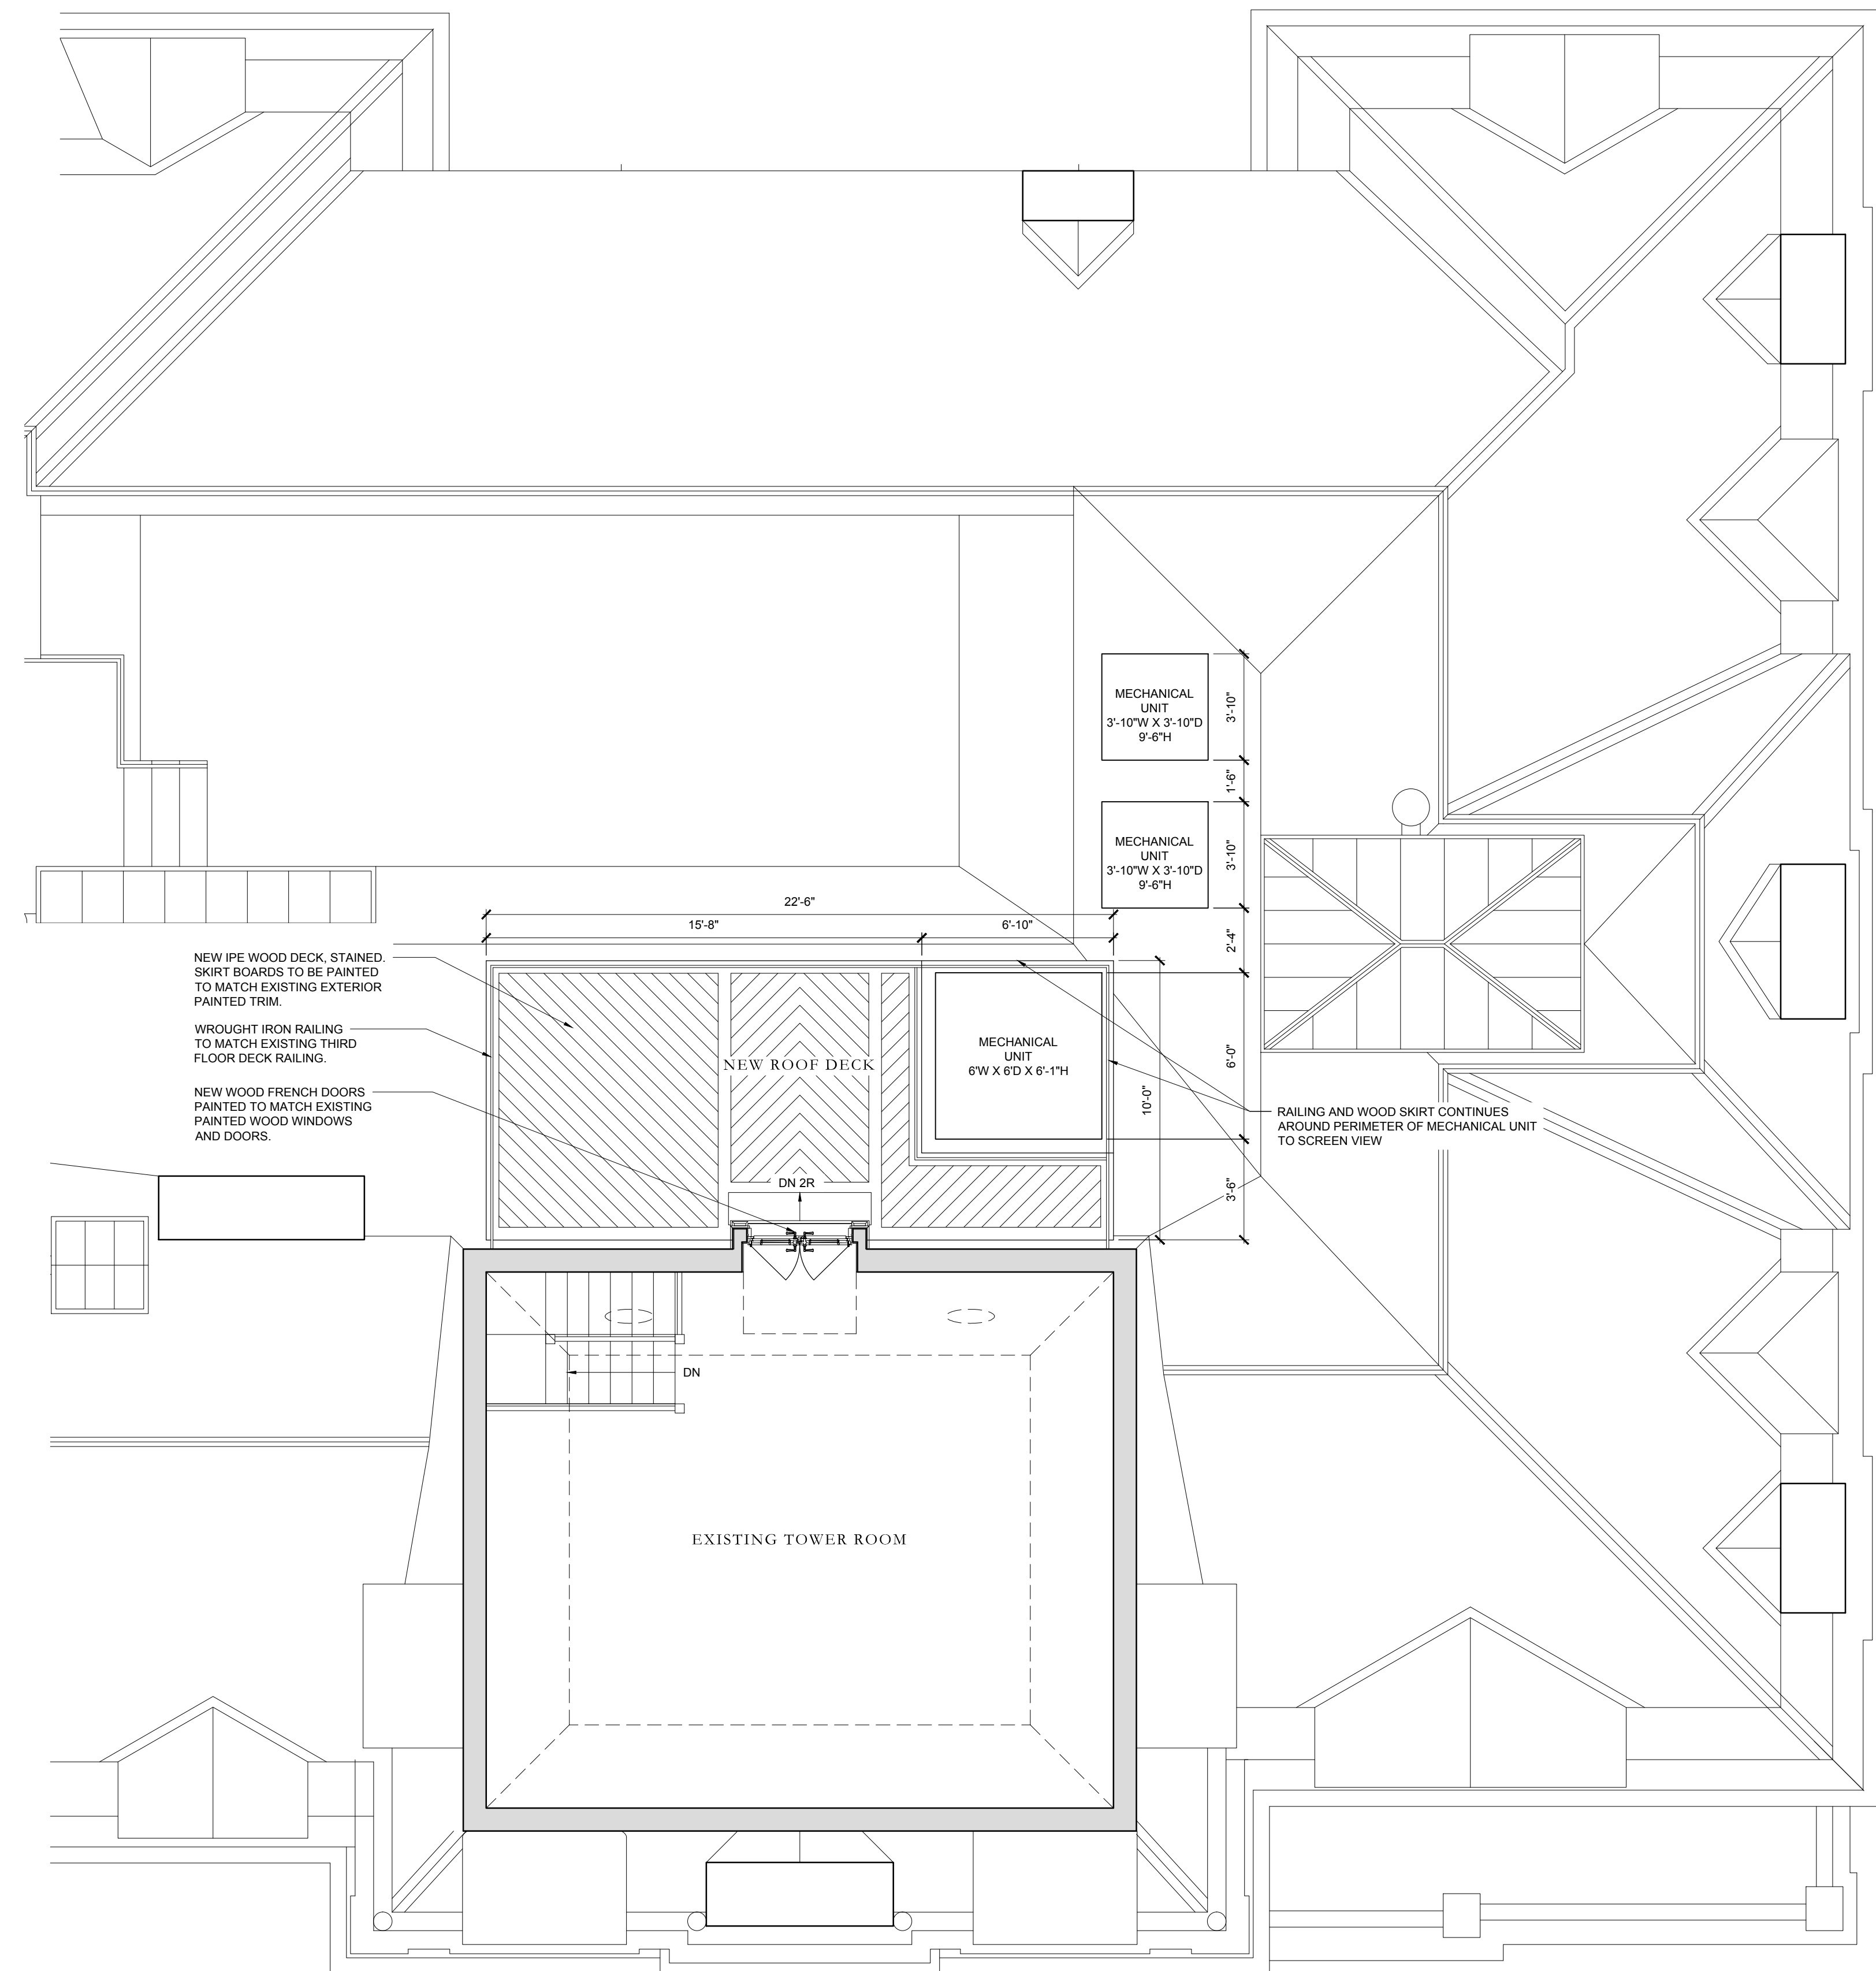 MECHANICAL
UNIT
3'-10"W X 3'-10"D
9'-6"H
3'-10"
1'-6"
MECHANICAL
UNIT
3'-10"W X 3'-10"D
9'-6"H
3'-10"
22'-6"
15'-8"
6'-10"
2'-4"
NEW IPE WOOD DECK, STAINED.
SKIRT BOARDS TO BE PAINTED
TO MATCH EXISTING EXTERIOR
PAINTED TRIM.
WROUGHT IRON RAILING
TO MATCH EXISTING THIRD
FLOOR DECK RAILING.
NEW WOOD FRENCH DOORS
PAINTED TO MATCH EXISTING
PAINTED WOOD WINDOWS
AND DOORS.
NEW ROOF DECK
MECHANICAL
UNIT
6'W X 6'D X 6'-1"H
6'-0"
10'-0"
RAILING AND WOOD SKIRT CONTINUES
AROUND PERIMETER OF MECHANICAL UNIT
TO SCREEN VIEW
3'-6"
DN 2R
DN
EXISTING TOWER ROOM